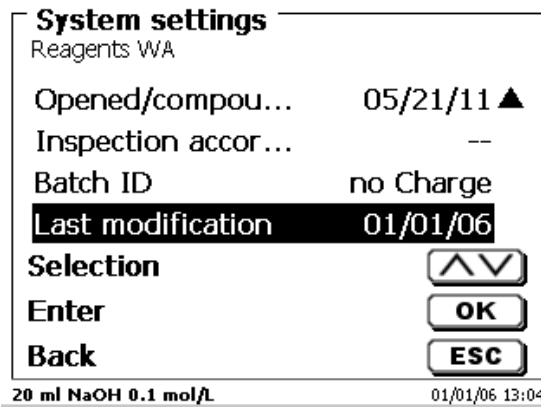 System settings
Reagents WA
Opened/compou... 05/21/11 ▲
Inspection accor... --
Batch ID no Charge
Last modification 01/01/06
Selection
Enter OK
Back ESC
20 ml NaOH 0.1 mol/L 01/01/06 13:04